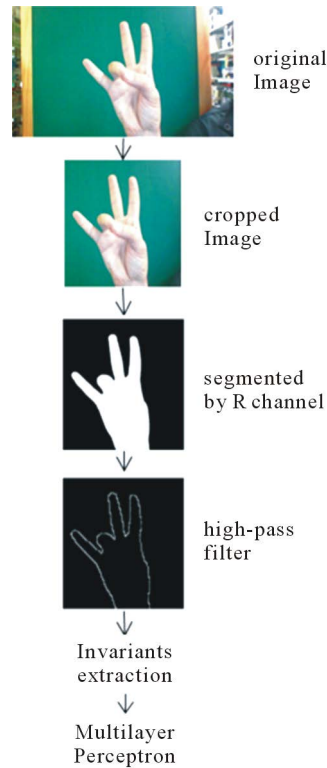 original
Image
cropped
Image
segmented
by R channel
high-pass
filter
Invariants
extraction
Multilayer
Perceptron